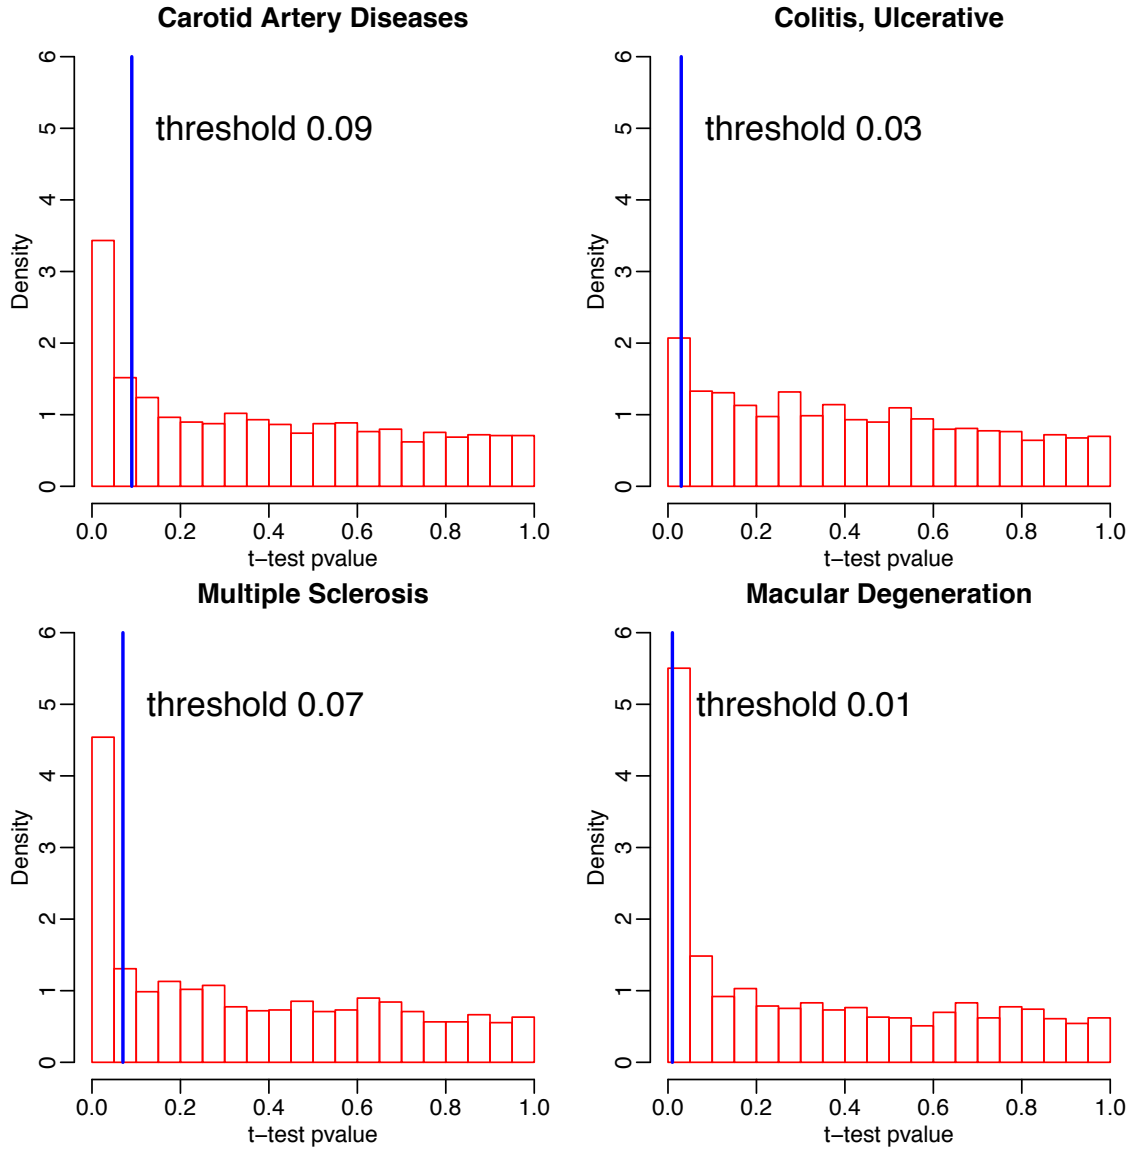 Carotid Artery Diseases
6
5
4
3
2
1
0
Density
threshold 0.09
0.0 0.2 0.4 0.6 0.8 1.0
t-test pvalue
Colitis, Ulcerative
6
5
4
3
2
1
0
Density
threshold 0.03
0.0 0.2 0.4 0.6 0.8 1.0
t-test pvalue
Multiple Sclerosis
6
5
4
3
2
1
0
Density
threshold 0.07
0.0 0.2 0.4 0.6 0.8 1.0
t-test pvalue
Macular Degeneration
6
5
4
3
2
1
0
Density
threshold 0.01
0.0 0.2 0.4 0.6 0.8 1.0
t-test pvalue